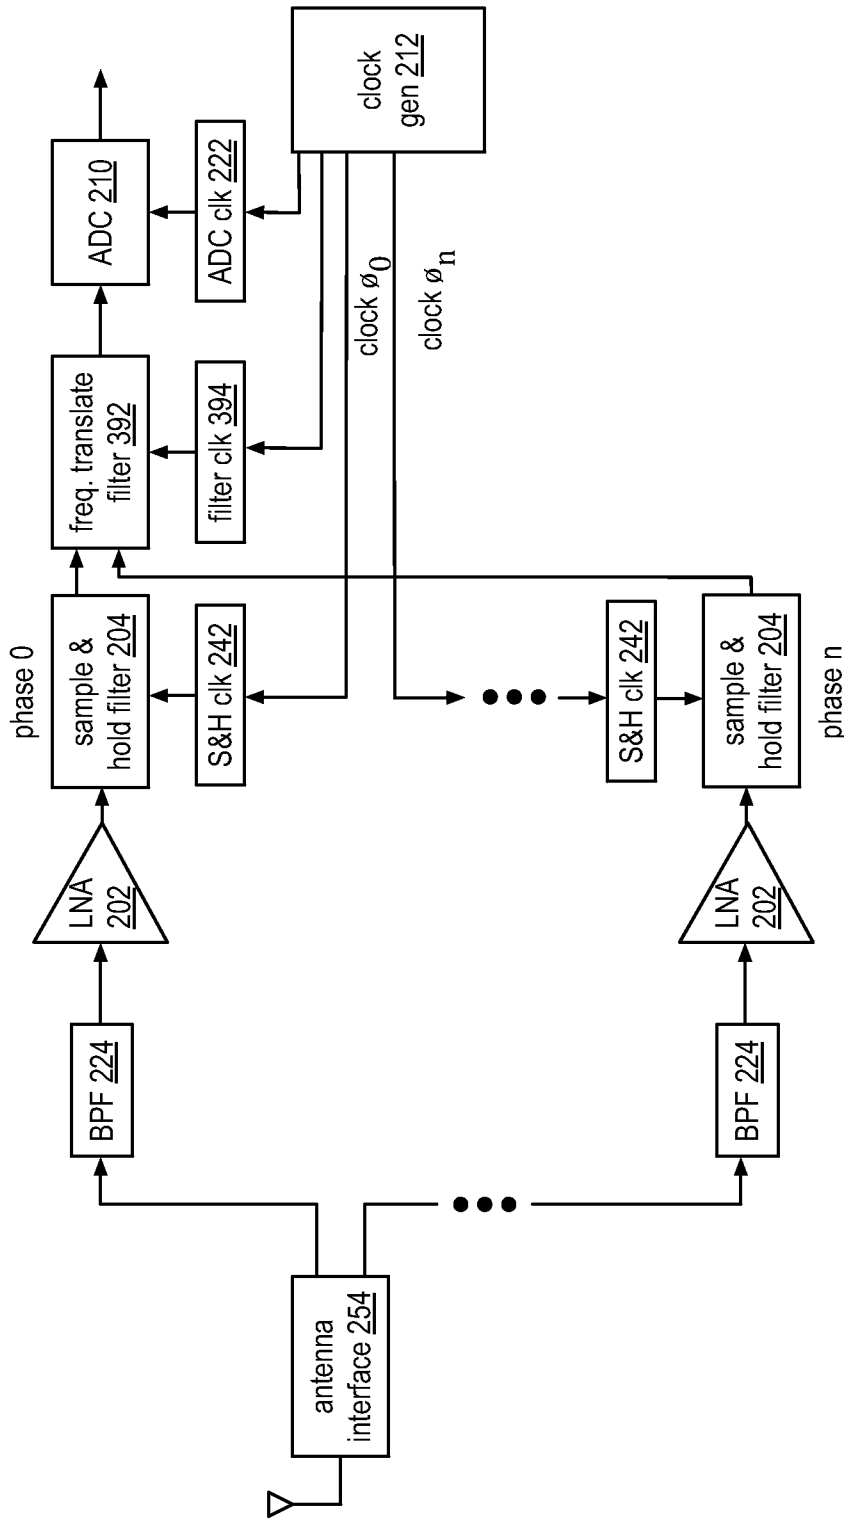 phase 0
antenna
interface 254
BPF 224
LNA
202
sample &
hold filter 204
S&H clk 242
freq. translate
filter 392
filter clk 394
ADC 210
ADC clk 222
clock
gen 212
clock ø0
clock øn
BPF 224
LNA
202
S&H clk 242
sample &
hold filter 204
phase n